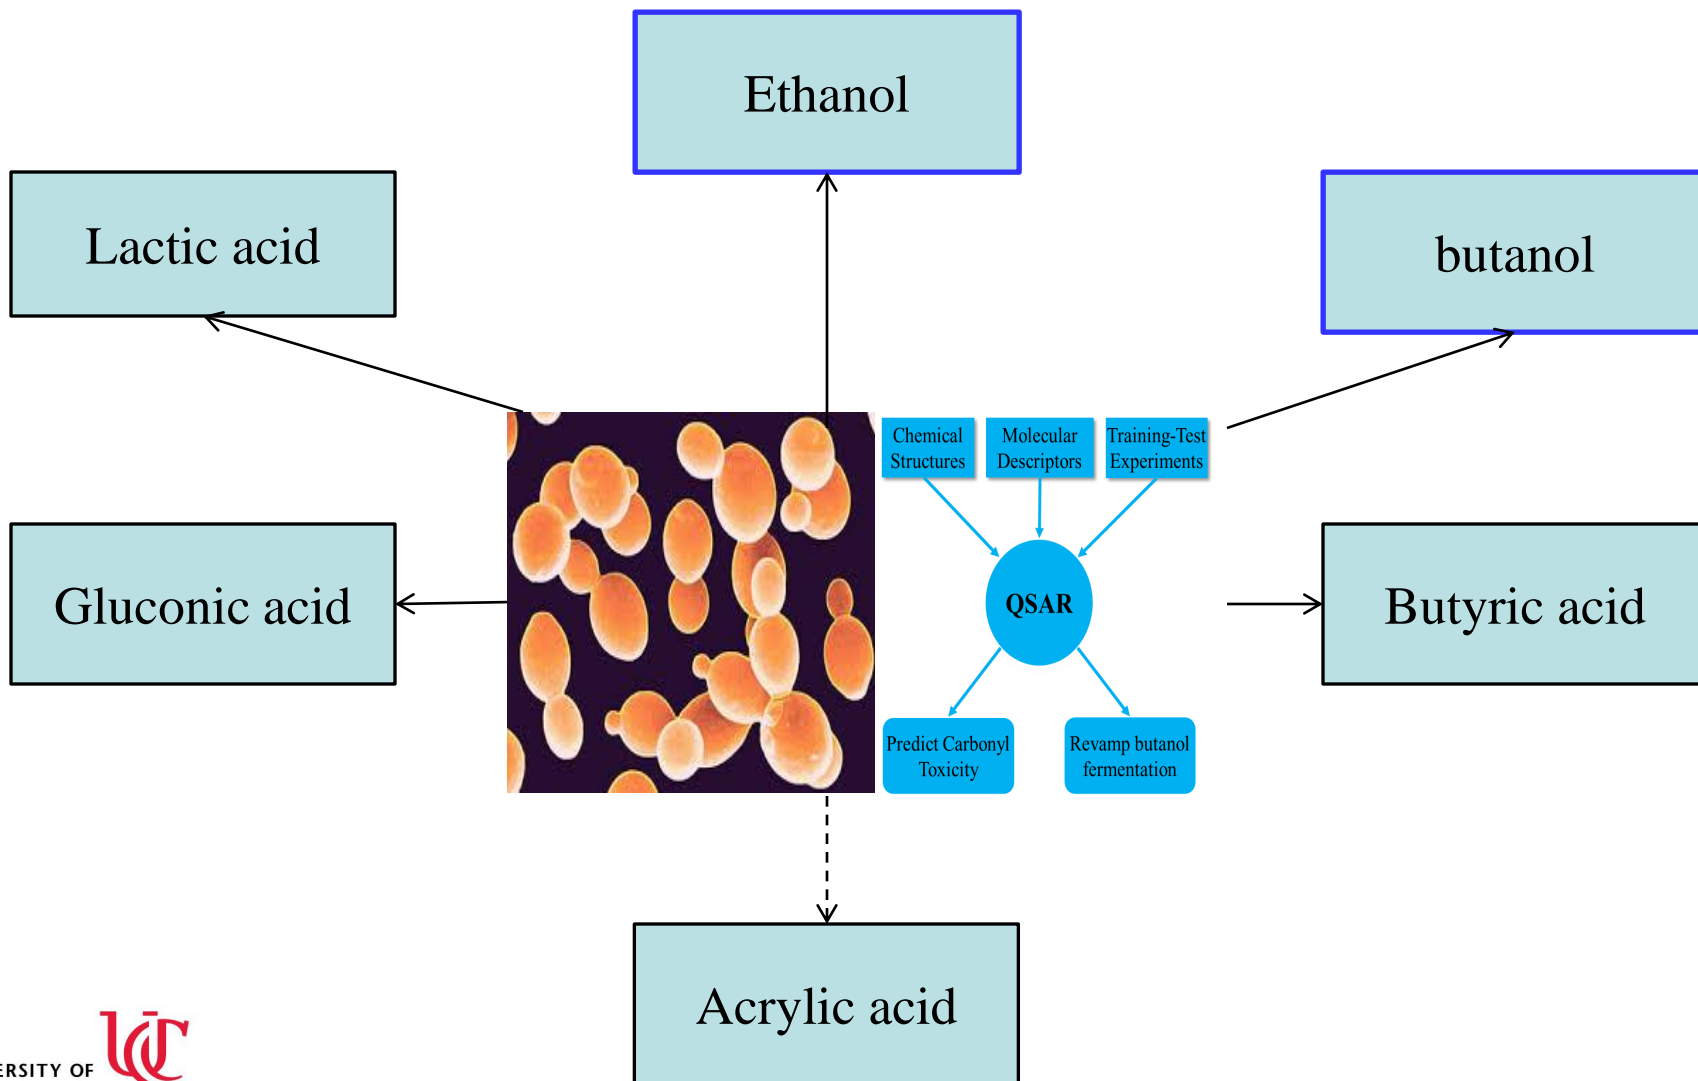 Ethanol
Lactic acid
butanol
Chemical
Structures
Molecular
Descriptors
Training-Test
Experiments
Gluconic acid
QSAR
Butyric acid
Predict Carbonyl
Toxicity
Revamp butanol
fermentation
Acrylic acid
ERSITY OF
UC